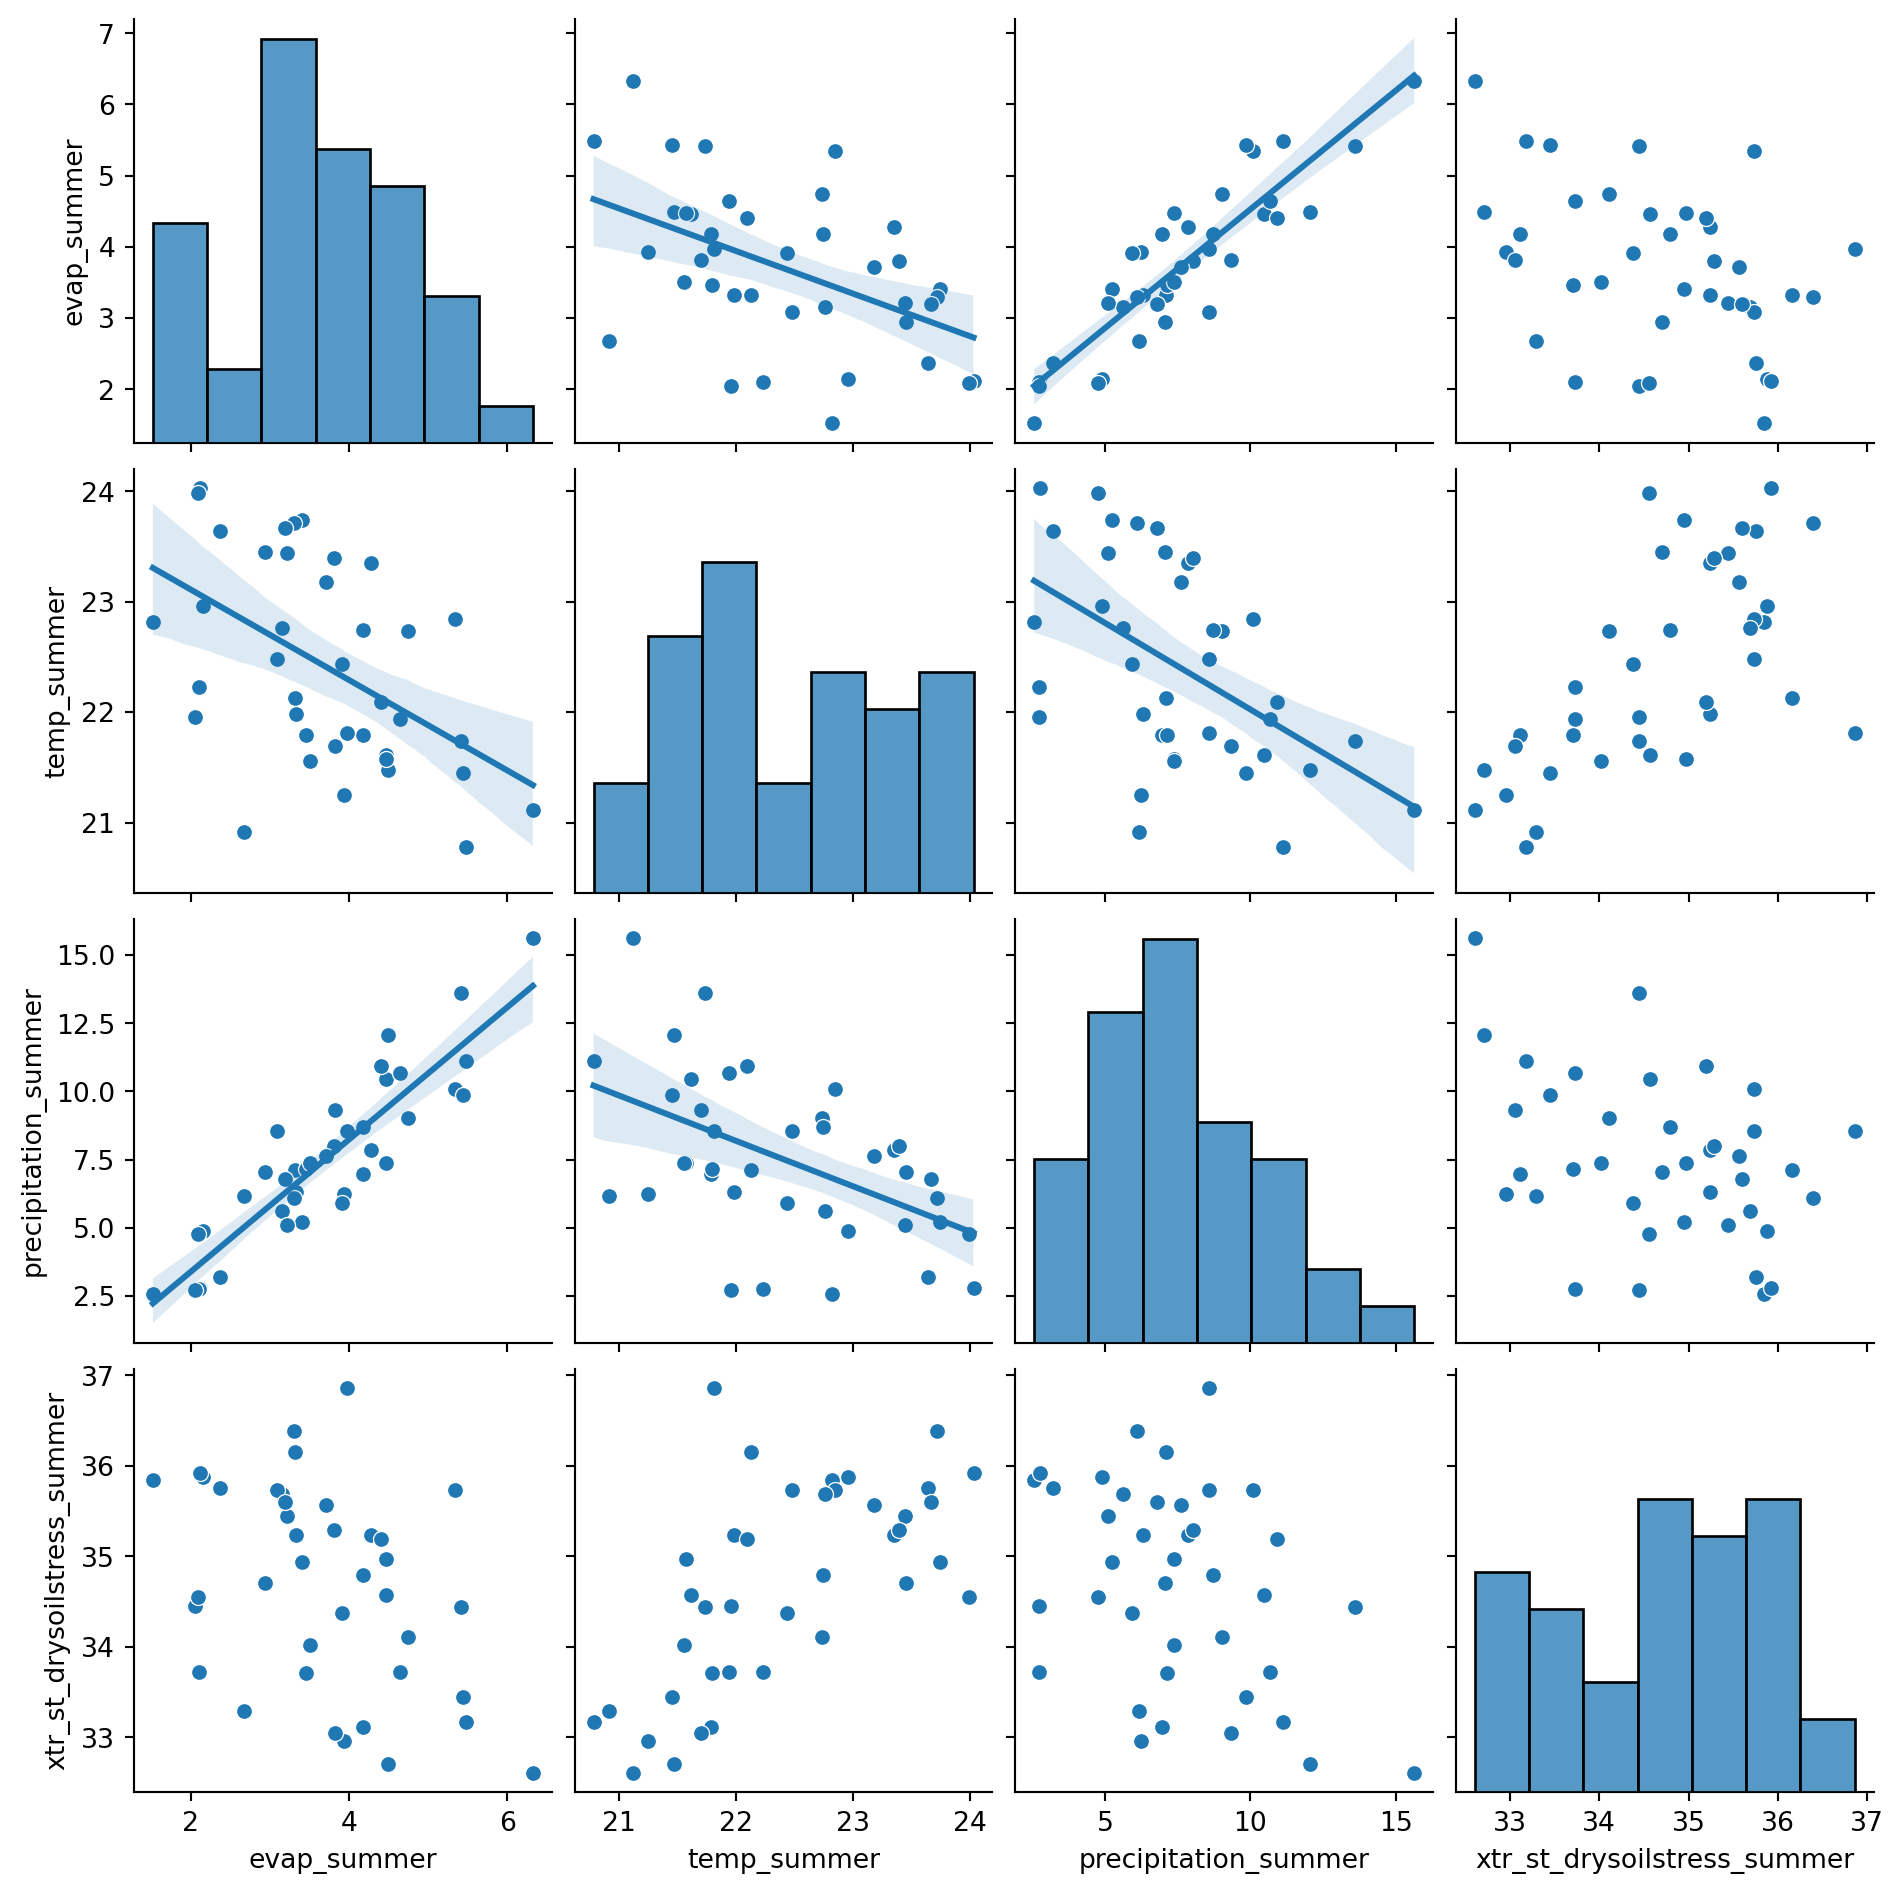 7
6
5
4
3
2
evap_summer
24
23
22
21
temp_summer
15.0
12.5
10.0
7.5
5.0
2.5
precipitation_summer
37
36
35
34
33
xtr_st_drysoilstress_summer
2 4 6
21 22 23 24
5 10 15
33 34 35 36 37
evap_summer
temp_summer
precipitation_summer
xtr_st_drysoilstress_summer